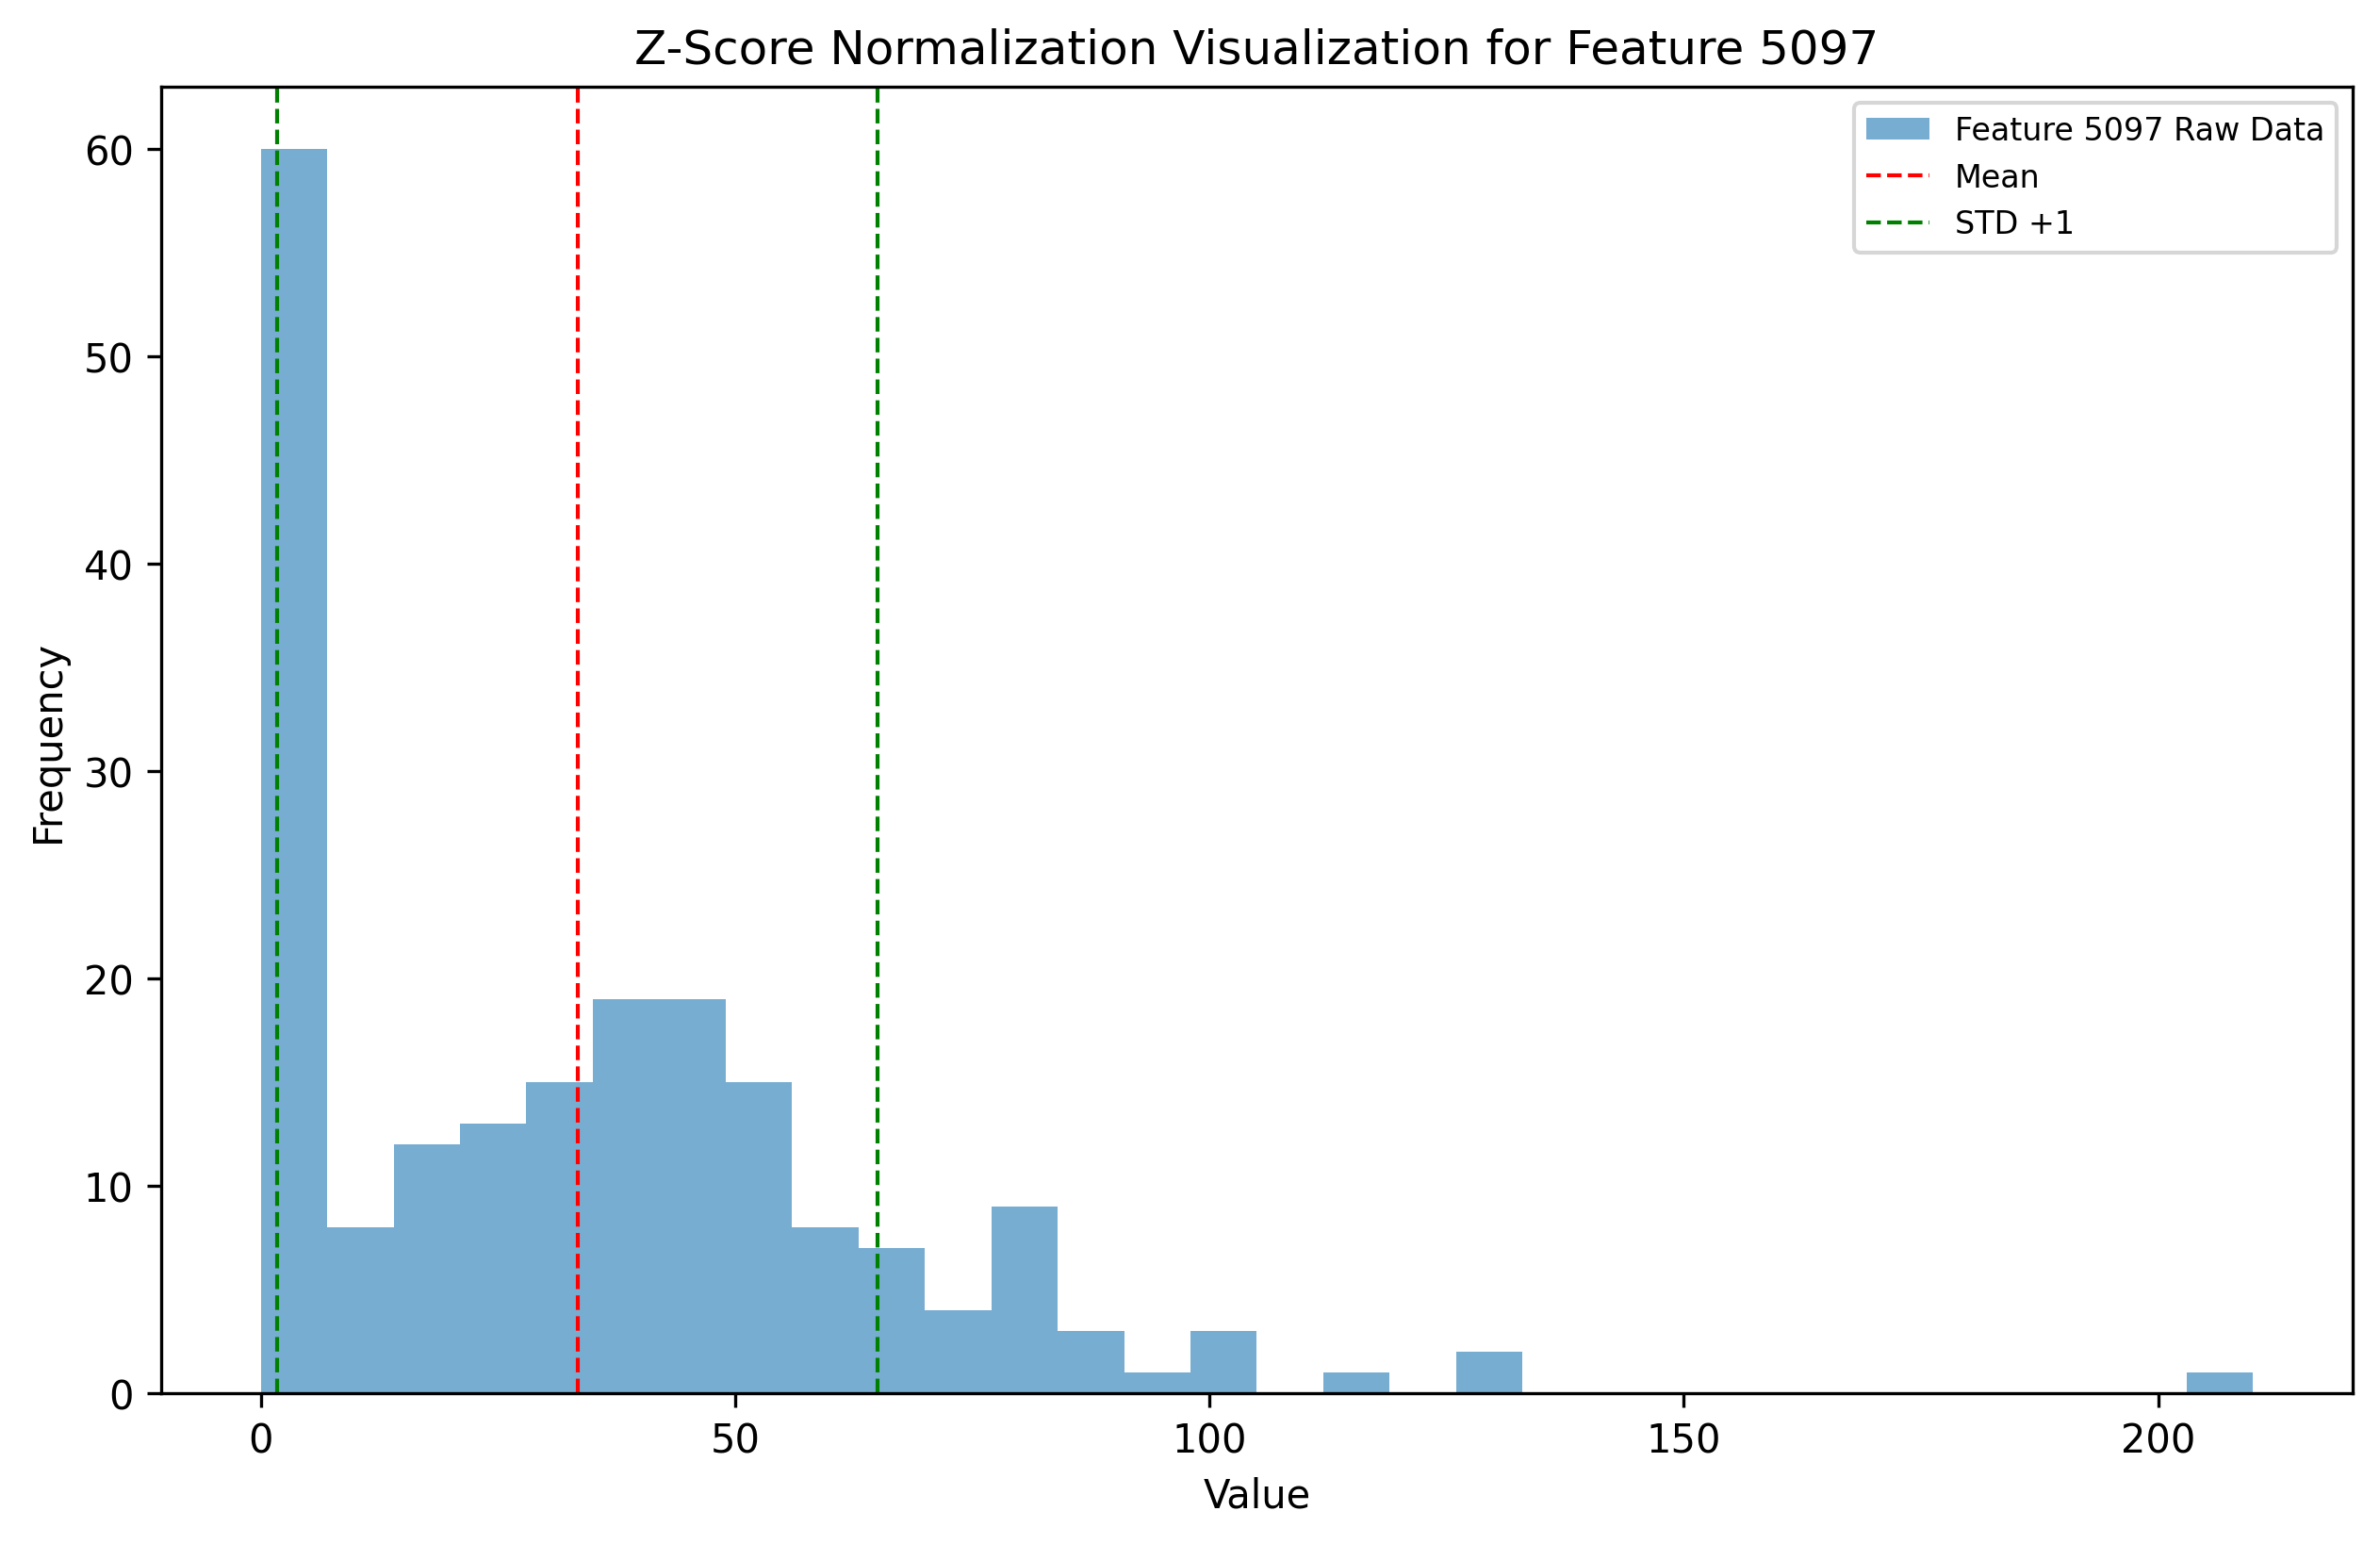 Z-Score Normalization Visualization for Feature 5097
Feature 5097 Raw Data
Mean
STD +1
60
50
40
30
20
10
0
Frequency
0 50 100 150 200
Value